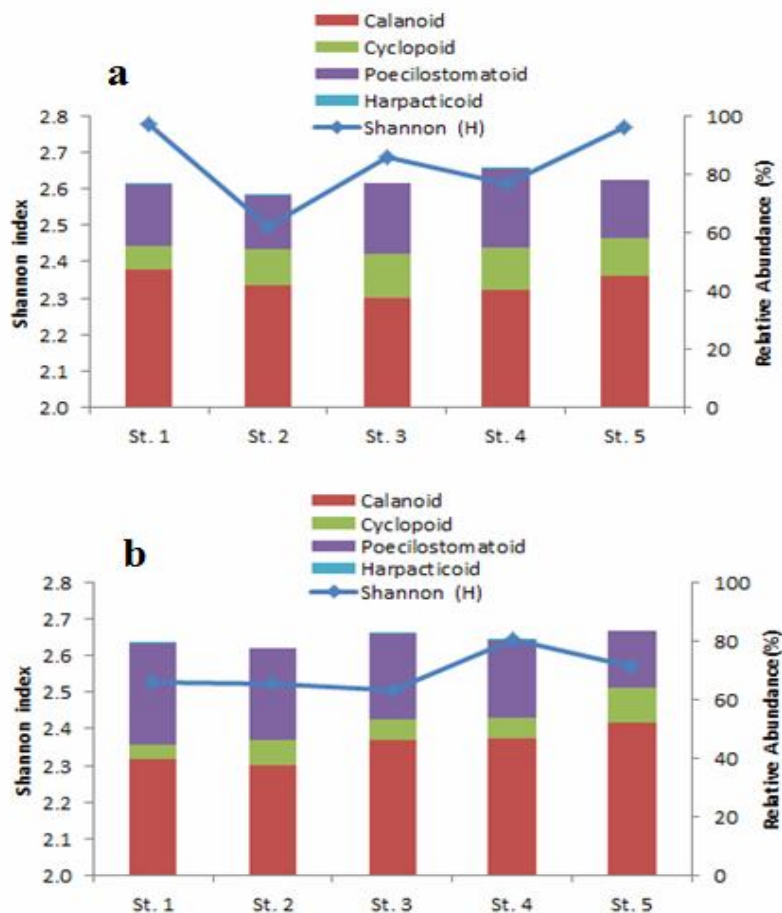 a
Calanoid
Cyclopoid
Poecilostomatoid
Harpacticoid
Shannon (H)
Shannon index
2.8
2.7
2.6
2.5
2.4
2.3
2.2
2.1
2.0
Relative Abundance (%)
100
80
60
40
20
0
St. 1 St. 2 St. 3 St. 4 St. 5
b
Calanoid
Cyclopoid
Poecilostomatoid
Harpacticoid
Shannon (H)
Shannon index
2.8
2.7
2.6
2.5
2.4
2.3
2.2
2.1
2.0
Relative Abundance(%)
100
80
60
40
20
0
St. 1 St. 2 St. 3 St. 4 St. 5